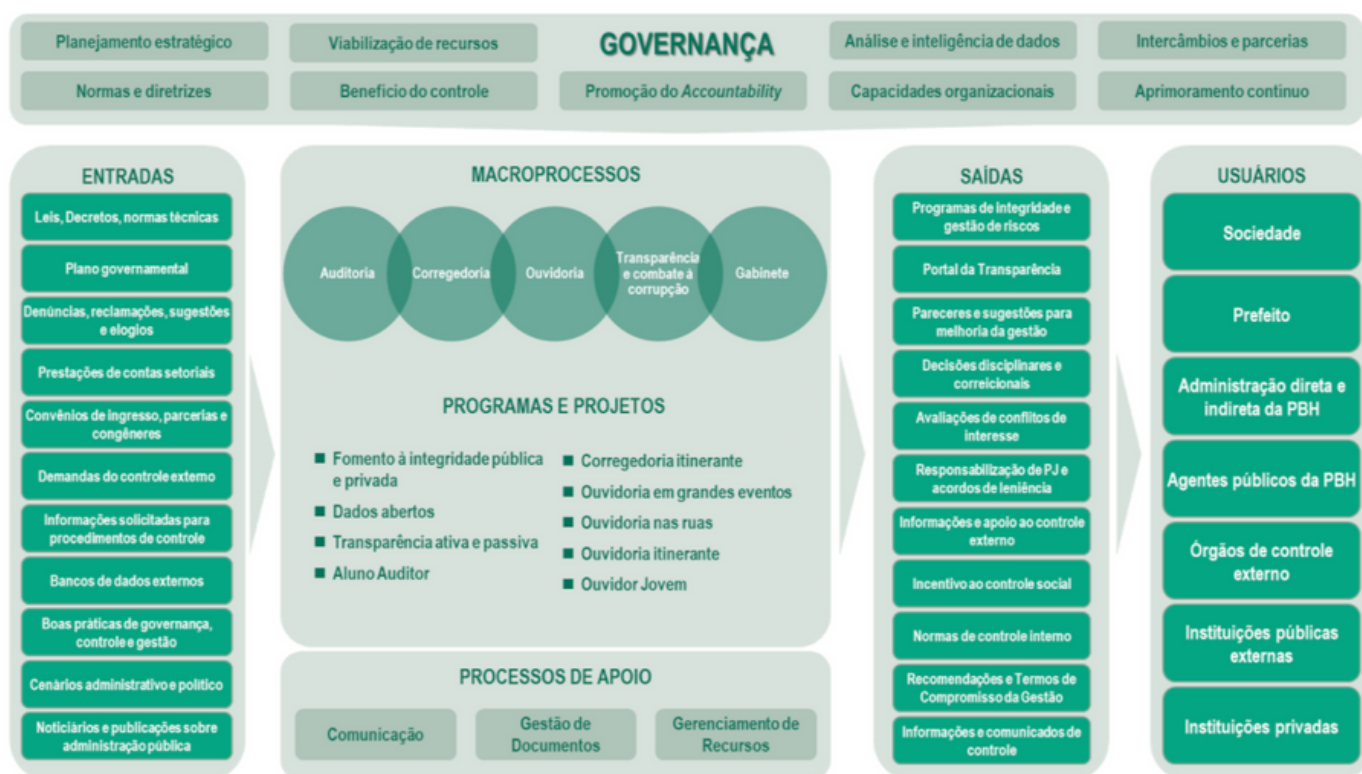 GOVERNANÇA
Planejamento estratégico
Viabilização de recursos
Análise e inteligência de dados
Intercâmbios e parcerias
Normas e diretrizes
Benefício do controle
Promoção do Accountability
Capacidades organizacionais
Aprimoramento contínuo
ENTRADAS
Leis, Decretos, normas técnicas
Plano governamental
Denúncias, reclamações, sugestões
e elogios
Prestações de contas setoriais
Convênios de ingresso, parcerias e
congêneres
Demandas do controle externo
Informações solicitadas para
procedimentos de controle
Bancos de dados externos
Boas práticas de governança,
controle e gestão
Cenários administrativo e político
Noticiários e publicações sobre
administração pública
MACROPROCESSOS
Auditoria
Corregedoria
Ouvidoria
Transparência
e combate à
corrupção
Gabinete
PROGRAMAS E PROJETOS
Fomento à integridade pública
e privada
Dados abertos
Transparência ativa e passiva
Aluno Auditor
Corregedoria itinerante
Ouvidoria em grandes eventos
Ouvidoria nas ruas
Ouvidoria itinerante
Ouvidor Jovem
PROCESSOS DE APOIO
Comunicação
Gestão de
Documentos
Gerenciamento de
Recursos
SAÍDAS
Programas de integridade e
gestão de riscos
Portal da Transparência
Pareceres e sugestões para
melhoria da gestão
Decisões disciplinares e
correicionais
Avaliações de conflitos de
interesse
Responsabilização de PJ e
acordos de leniência
Informações e apoio ao controle
externo
Incentivo ao controle social
Normas de controle interno
Recomendações e Termos de
Compromisso da Gestão
Informações e comunicados de
controle
USUÁRIOS
Sociedade
Prefeito
Administração direta e
indireta da PBH
Agentes públicos da PBH
Órgãos de controle
externo
Instituições públicas
externas
Instituições privadas